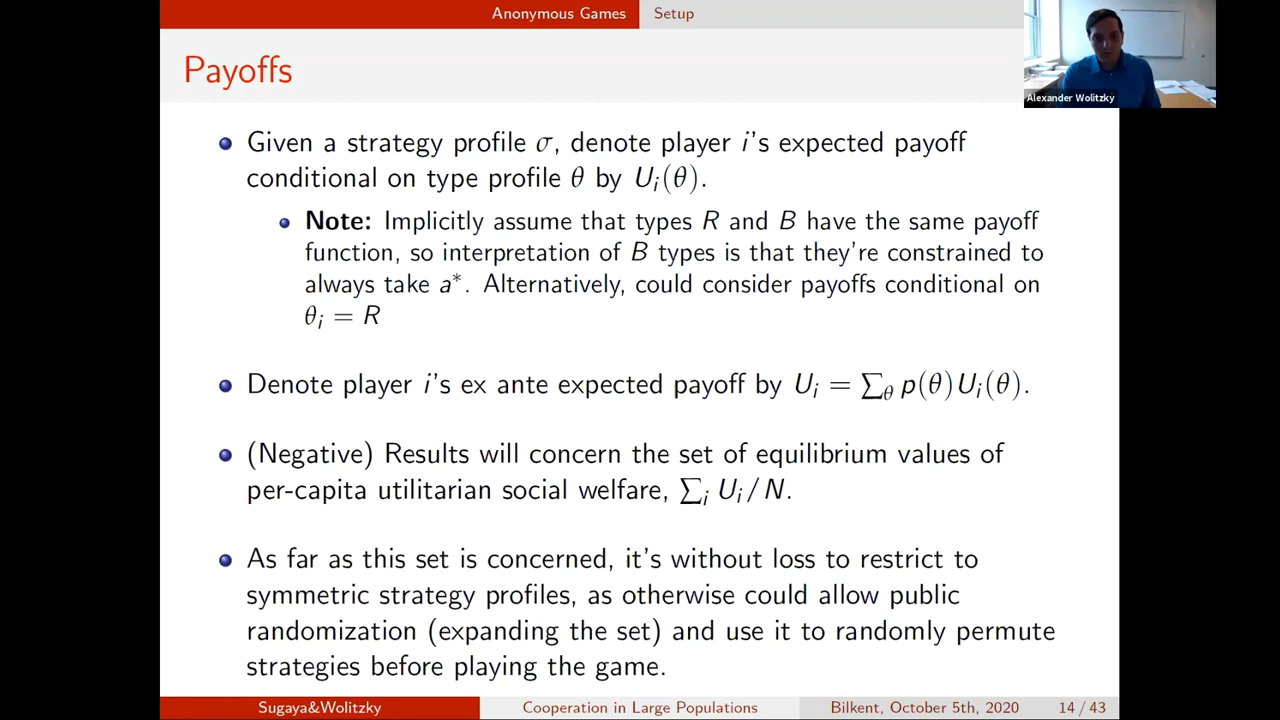 Anonymous Games Setup
Payoffs
Alexander Wolitzky
Given a strategy profile σ, denote player i's expected payoff
conditional on type profile θ by Uᵢ(θ).
Note: Implicitly assume that types R and B have the same payoff
function, so interpretation of B types is that they're constrained to
always take a*. Alternatively, could consider payoffs conditional on
θᵢ = R
Denote player i's ex ante expected payoff by Uᵢ = ∑_θ p(θ)Uᵢ(θ).
(Negative) Results will concern the set of equilibrium values of
per-capita utilitarian social welfare, ∑ᵢ Uᵢ/N.
As far as this set is concerned, it's without loss to restrict to
symmetric strategy profiles, as otherwise could allow public
randomization (expanding the set) and use it to randomly permute
strategies before playing the game.
Sugaya&Wolitzky Cooperation in Large Populations Bilkent, October 5th, 2020 14 / 43